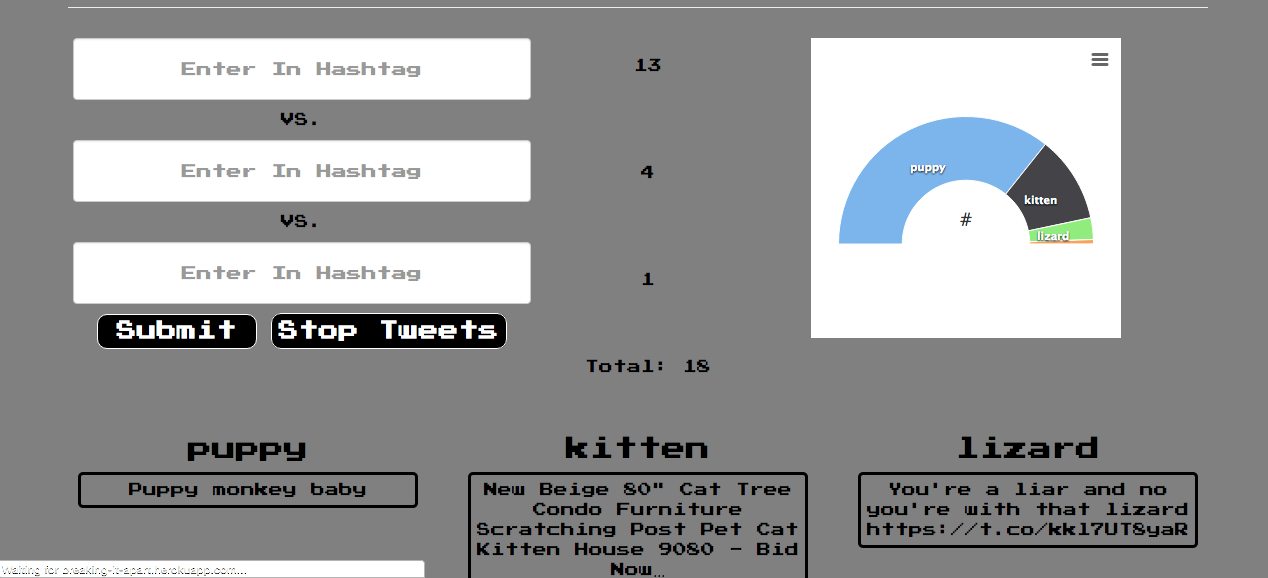 Enter In Hashtag
13
vs.
Enter In Hashtag
4
vs.
Enter In Hashtag
1
Submit
Stop Tweets
Total: 18
puppy
kitten
lizard
#
puppy
Puppy monkey baby
kitten
New Beige 80" Cat Tree
Condo Furniture
Scratching Post Pet Cat
Kitten House 9080 - Bid
Now…
lizard
You're a liar and no
you're with that lizard
https://t.co/kkl7UT8yaR
Waiting for breaking-it-apart.herokuapp.com...